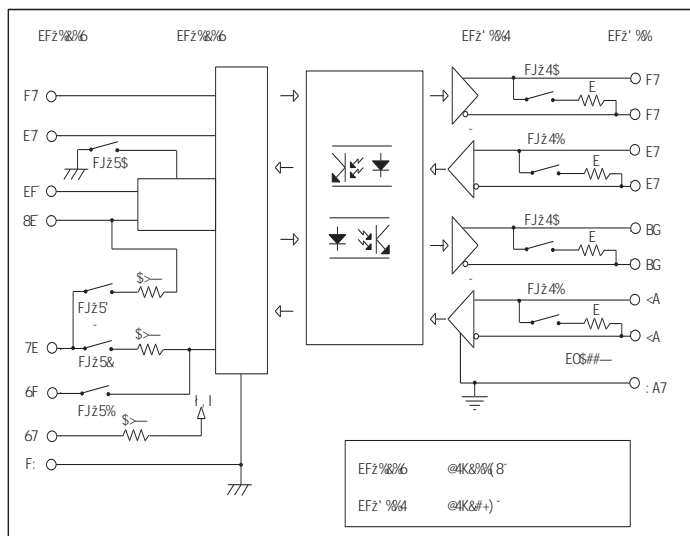 EFž%&%6 EFž%&%6 EFž' %%4 EFž' %%
F7
E7
FJž5$
EF˙
8E˙
$>—
FJž5'
7E
$>—
FJž5&
6F
FJž5%
67
$>—
ł, I
F:
FJž4$
E
F7
F7
FJž4%
E
E7
E7
FJž4$
E
BG
BG
FJž4%
E
<A
<A
E0$##—
: A7
EFž%&%6 @4K&%%(8˙
EFž' %%4 @4K&#+)˙